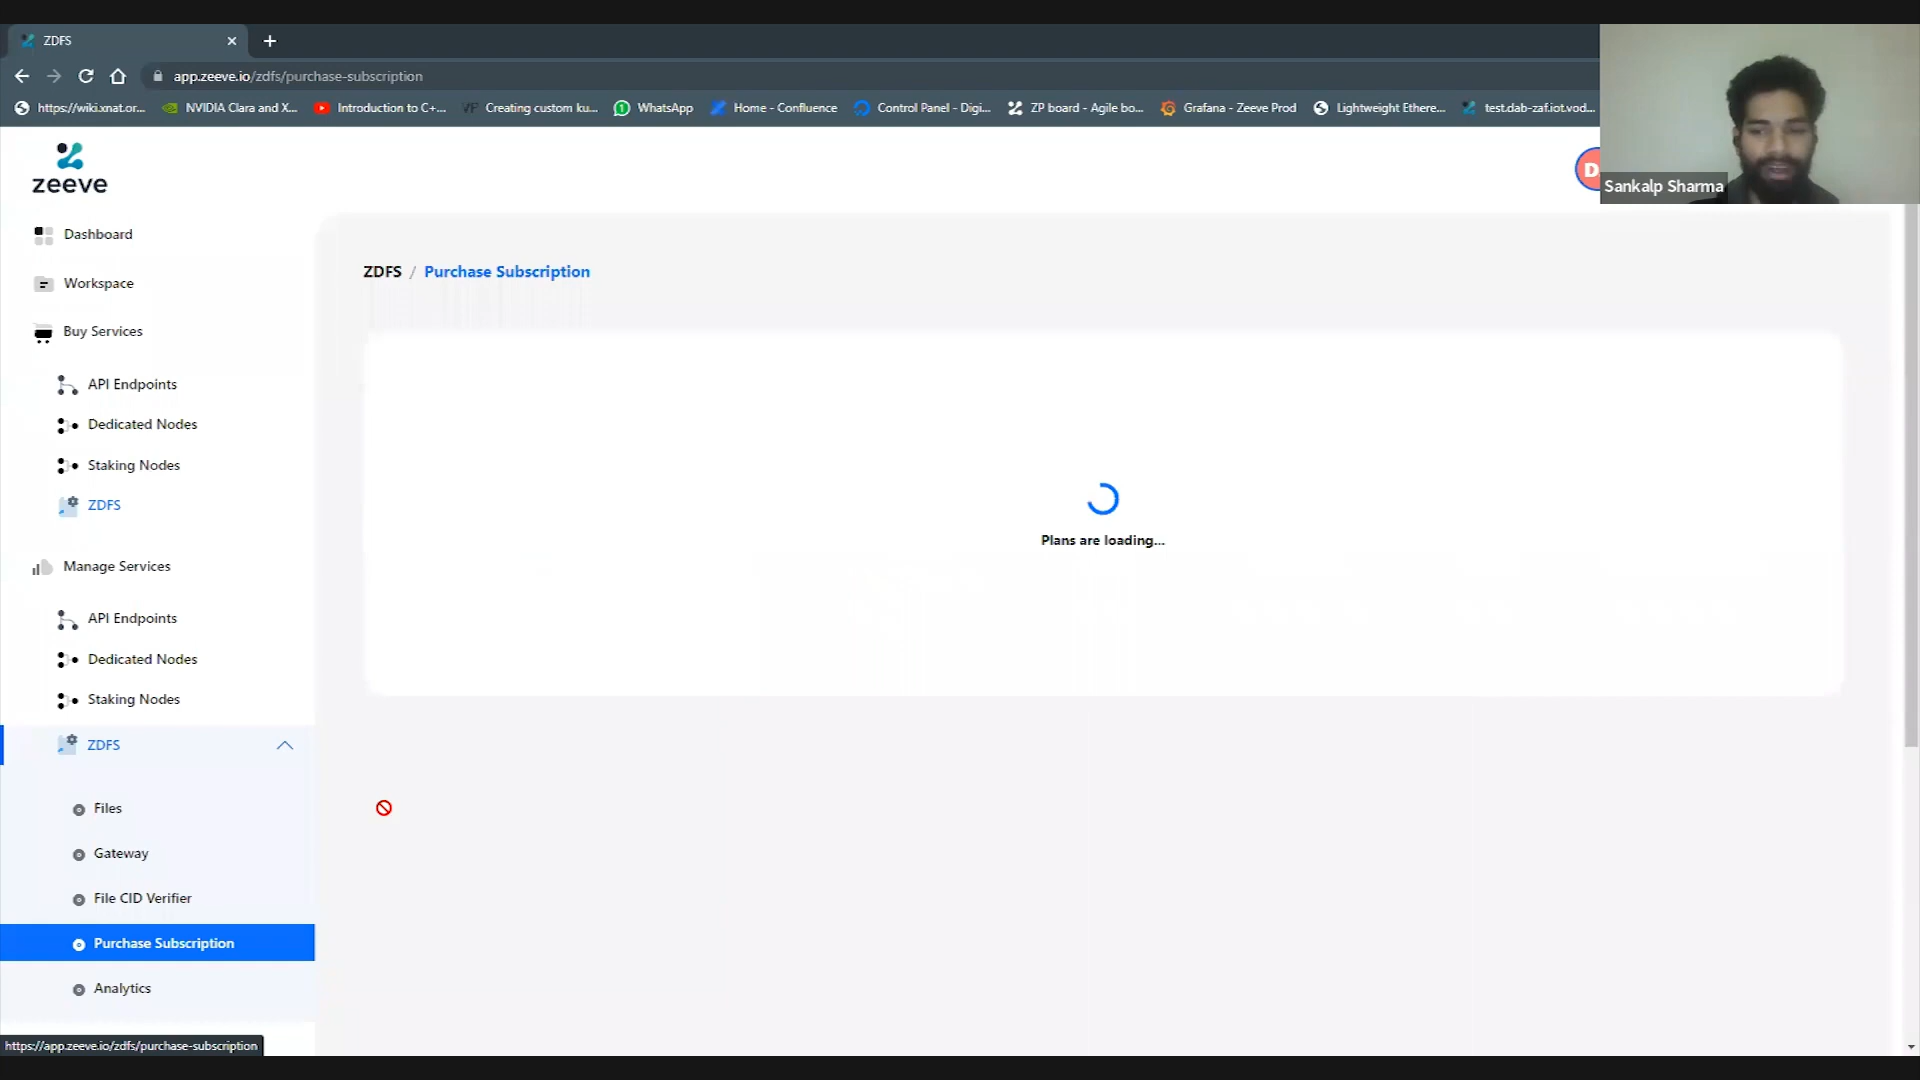 ZDFS
app.zeeve.io/zdfs/purchase-subscription
https://wiki.xnat.or...
NVIDIA Clara and X...
Introduction to C+...
Creating custom ku...
WhatsApp
Home - Confluence
Control Panel - Digi...
ZP board - Agile bo...
Grafana - Zeeve Prod
Lightweight Ethere...
test.dab-zaf.iot.vod...
zeeve
D
Sankalp Sharma
Dashboard
Workspace
Buy Services
API Endpoints
Dedicated Nodes
Staking Nodes
ZDFS
Manage Services
API Endpoints
Dedicated Nodes
Staking Nodes
ZDFS
Files
Gateway
File CID Verifier
Purchase Subscription
Analytics
ZDFS / Purchase Subscription
Plans are loading...
https://app.zeeve.io/zdfs/purchase-subscription